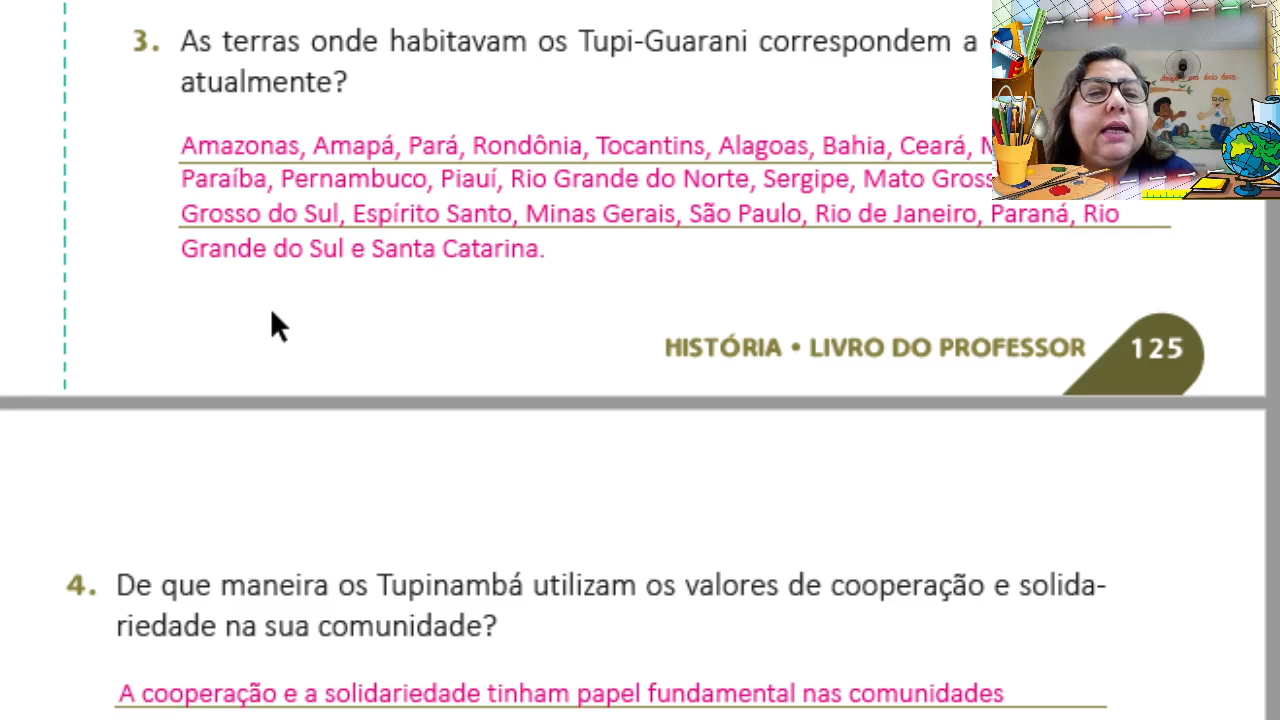 3. As terras onde habitavam os Tupi-Guarani correspondem a
atualmente?
Amazonas, Amapá, Pará, Rondônia, Tocantins, Alagoas, Bahia, Ceará,
Paraíba, Pernambuco, Piauí, Rio Grande do Norte, Sergipe, Mato
Grosso do Sul, Espírito Santo, Minas Gerais, São Paulo, Rio de Janeiro, Paraná, Rio
Grande do Sul e Santa Catarina.
HISTÓRIA • LIVRO DO PROFESSOR 125
4. De que maneira os Tupinambá utilizam os valores de cooperação e solida-
riedade na sua comunidade?
A cooperação e a solidariedade tinham papel fundamental nas comunidades